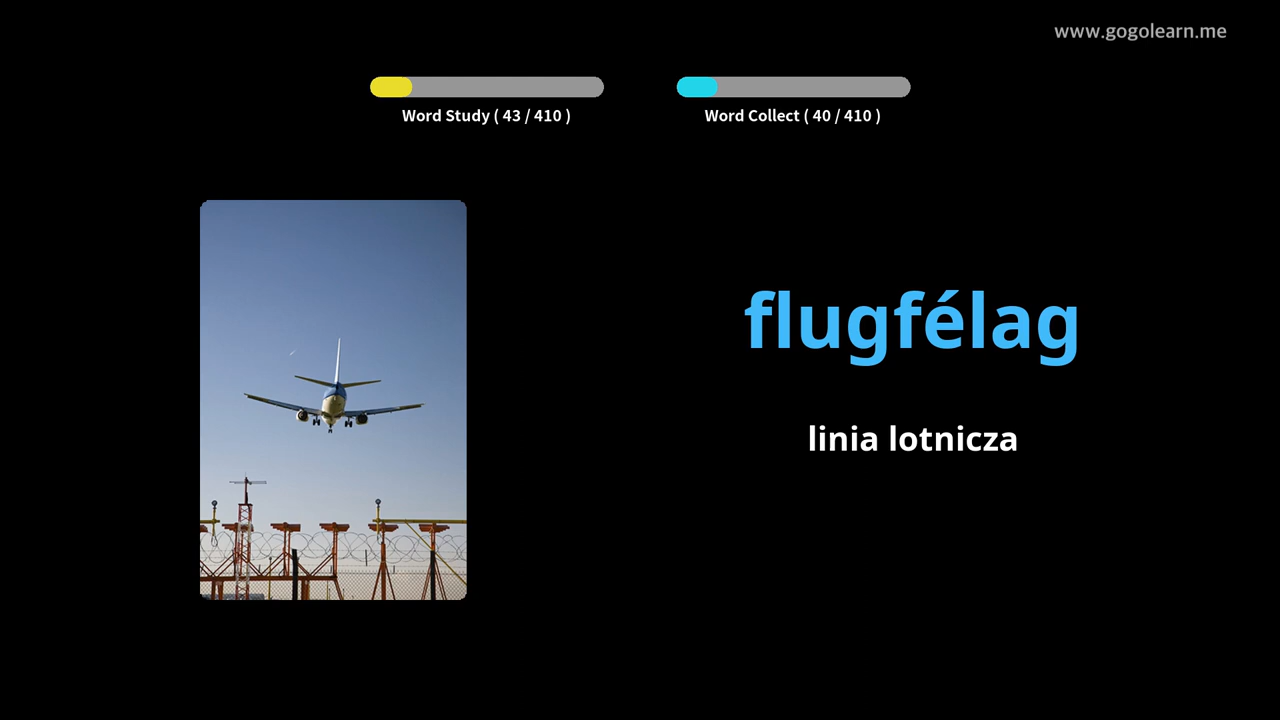 www.gogolearn.me
Word Study ( 43 / 410 )
Word Collect ( 40 / 410 )
flugfélag
linia lotnicza